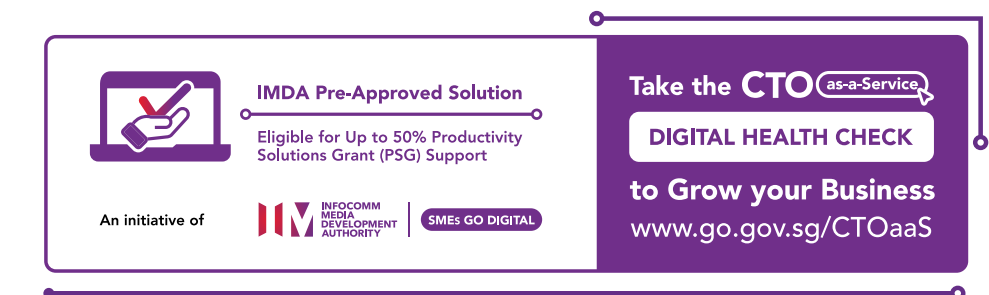 IMDA Pre-Approved Solution
Eligible for Up to 50% Productivity
Solutions Grant (PSG) Support
An initiative of
INFOCOMM
MEDIA
DEVELOPMENT
AUTHORITY
SMEs GO DIGITAL
Take the CTO as-a-Service
DIGITAL HEALTH CHECK
to Grow your Business
www.go.gov.sg/CTOaaS